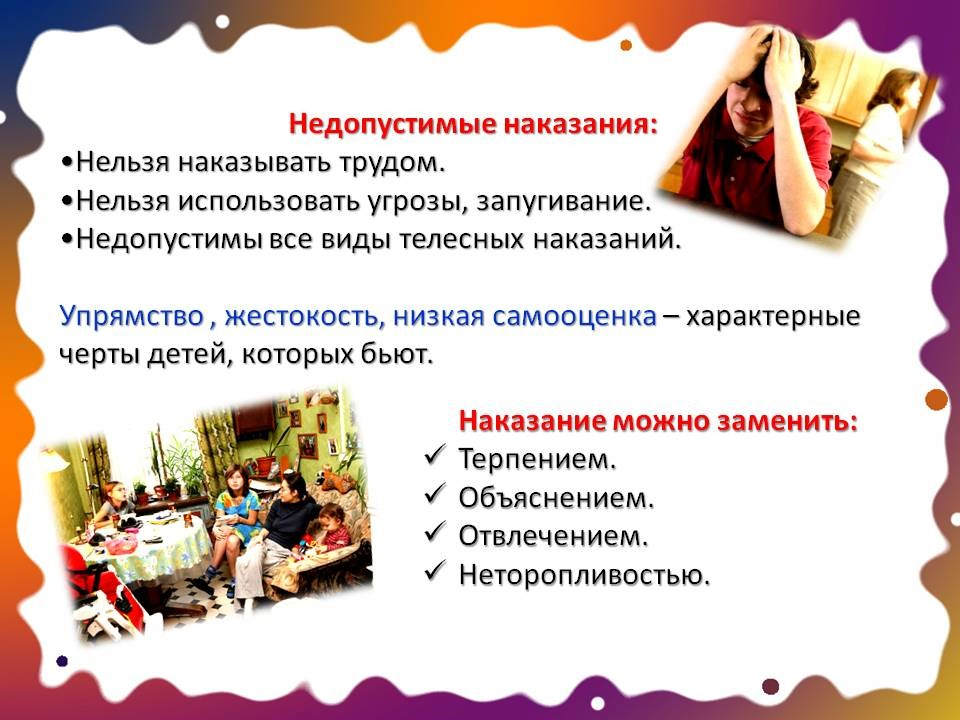 Недопустимые наказания:
•Нельзя наказывать трудом.
•Нельзя использовать угрозы, запугивание.
•Недопустимы все виды телесных наказаний.
Упрямство , жестокость, низкая самооценка – характерные
черты детей, которых бьют.
Наказание можно заменить:
✓ Терпением.
✓ Объяснением.
✓ Отвлечением.
✓ Неторопливостью.